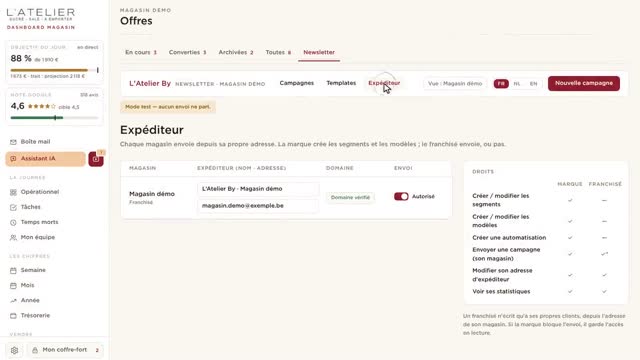 L'ATELIER
SUCRÉ · SALÉ · À EMPORTER
DASHBOARD MAGASIN
OBJECTIF DU JOUR en direct
88 % de 1 910 €
NOTE GOOGLE 518 avis
4,6 ★★★★☆ cible 4,3
Boîte mail
Assistant IA
LA JOURNÉE
Opérationnel
Tâches
Temps morts
Mon équipe
LES CHIFFRES
Semaine
Mois
Année
Trésorerie
VENDRE
Mon coffre-fort 2
MAGASIN DÉMO
Offres
En cours 3 Converties 3 Archivées 2 Toutes 8 Newsletter
L'Atelier By NEWSLETTER · MAGASIN DÉMO Campagnes Templates Expéditeur Vue : Magasin démo FR NL EN Nouvelle campagne
Mode test — aucun envoi ne part.
Expéditeur
Chaque magasin envoie depuis sa propre adresse. La marque crée les segments et les modèles ; le franchisé envoie, ou pas.
MAGASIN EXPÉDITEUR (NOM · ADRESSE) DOMAINE ENVOI
Magasin démo
Franchisé
L'Atelier By · Magasin démo
magasin.demo@exemple.be
Domaine vérifié
Autorisé
DROITS
MARQUE FRANCHISÉ
Créer / modifier les segments ✓ —
Créer / modifier les modèles ✓ —
Créer une automatisation ✓ —
Envoyer une campagne (son magasin) ✓ ✓*
Modifier son adresse d'expéditeur ✓ ✓
Voir ses statistiques ✓ ✓
Un franchisé n'écrit qu'à ses propres clients, depuis l'adresse
de son magasin. Si la marque bloque l'envoi, il garde l'accès
en lecture.